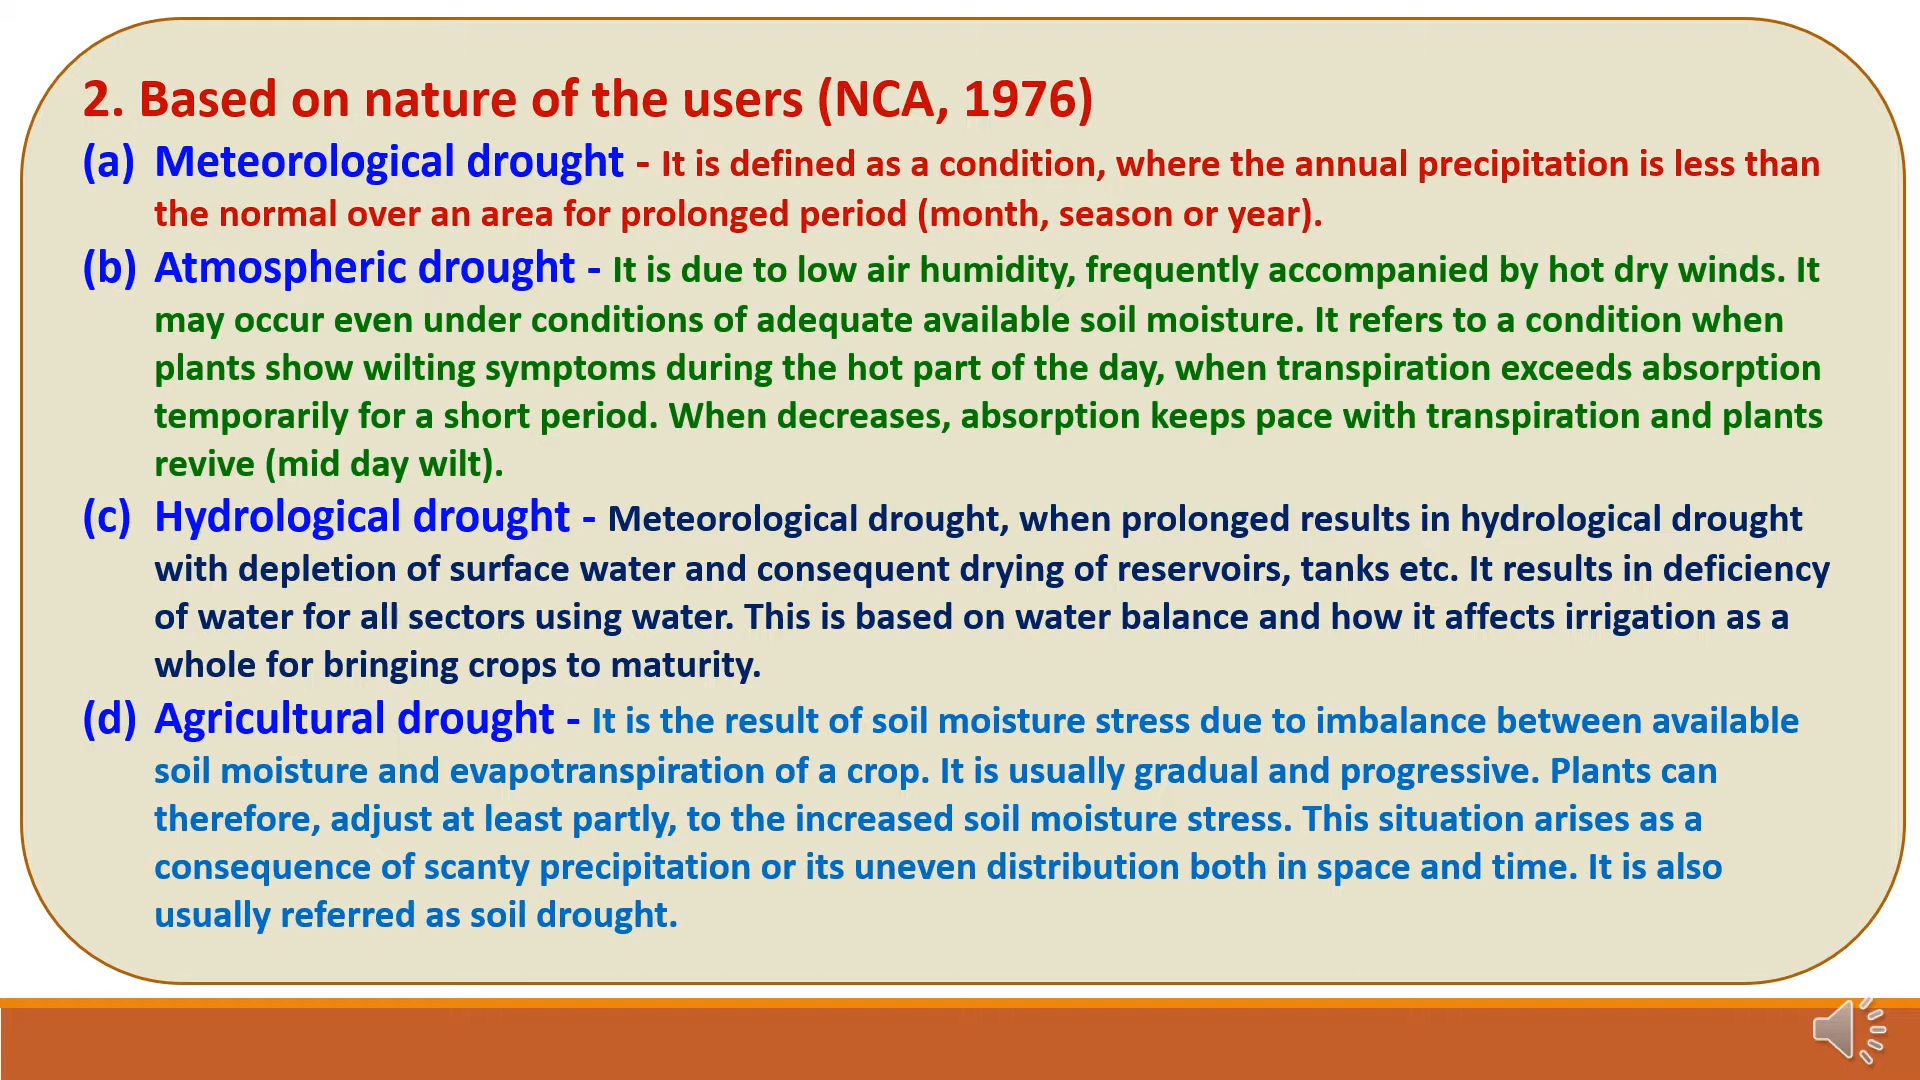 2. Based on nature of the users (NCA, 1976)
(a) Meteorological drought - It is defined as a condition, where the annual precipitation is less than
the normal over an area for prolonged period (month, season or year).
(b) Atmospheric drought - It is due to low air humidity, frequently accompanied by hot dry winds. It
may occur even under conditions of adequate available soil moisture. It refers to a condition when
plants show wilting symptoms during the hot part of the day, when transpiration exceeds absorption
temporarily for a short period. When decreases, absorption keeps pace with transpiration and plants
revive (mid day wilt).
(c) Hydrological drought - Meteorological drought, when prolonged results in hydrological drought
with depletion of surface water and consequent drying of reservoirs, tanks etc. It results in deficiency
of water for all sectors using water. This is based on water balance and how it affects irrigation as a
whole for bringing crops to maturity.
(d) Agricultural drought - It is the result of soil moisture stress due to imbalance between available
soil moisture and evapotranspiration of a crop. It is usually gradual and progressive. Plants can
therefore, adjust at least partly, to the increased soil moisture stress. This situation arises as a
consequence of scanty precipitation or its uneven distribution both in space and time. It is also
usually referred as soil drought.